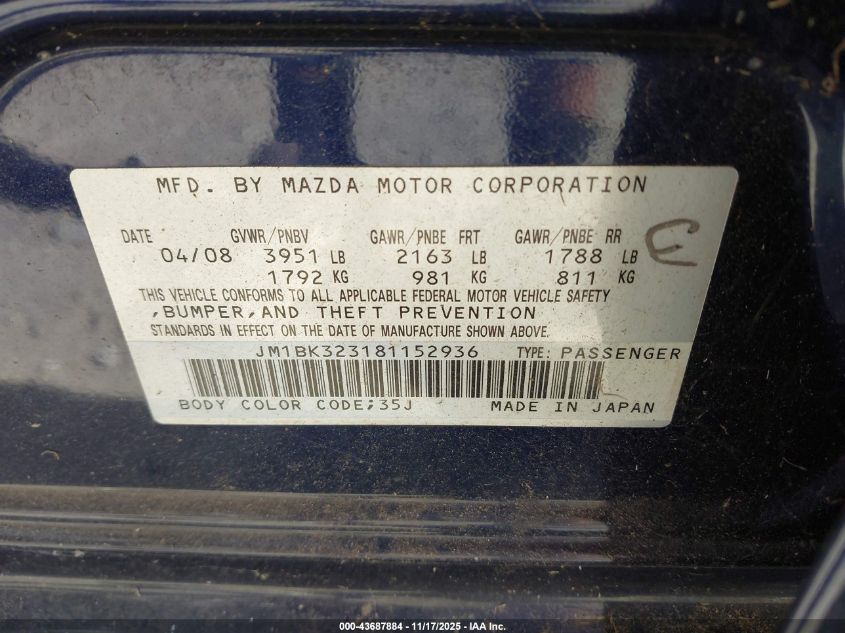 MFD. BY MAZDA MOTOR CORPORATION
DATE GVWR/PNBV GAWR/PNBE FRT GAWR/PNBE RR
04/08 3951 LB 2163 LB 1788 LB
1792 KG 981 KG 811 KG
THIS VEHICLE CONFORMS TO ALL APPLICABLE FEDERAL MOTOR VEHICLE SAFETY
,BUMPER,AND THEFT PREVENTION
STANDARDS IN EFFECT ON THE DATE OF MANUFACTURE SHOWN ABOVE.
JM1BK323181152936 TYPE: PASSENGER
BODY COLOR CODE;35J MADE IN JAPAN
000-43687884 - 11/17/2025 - IAA Inc.